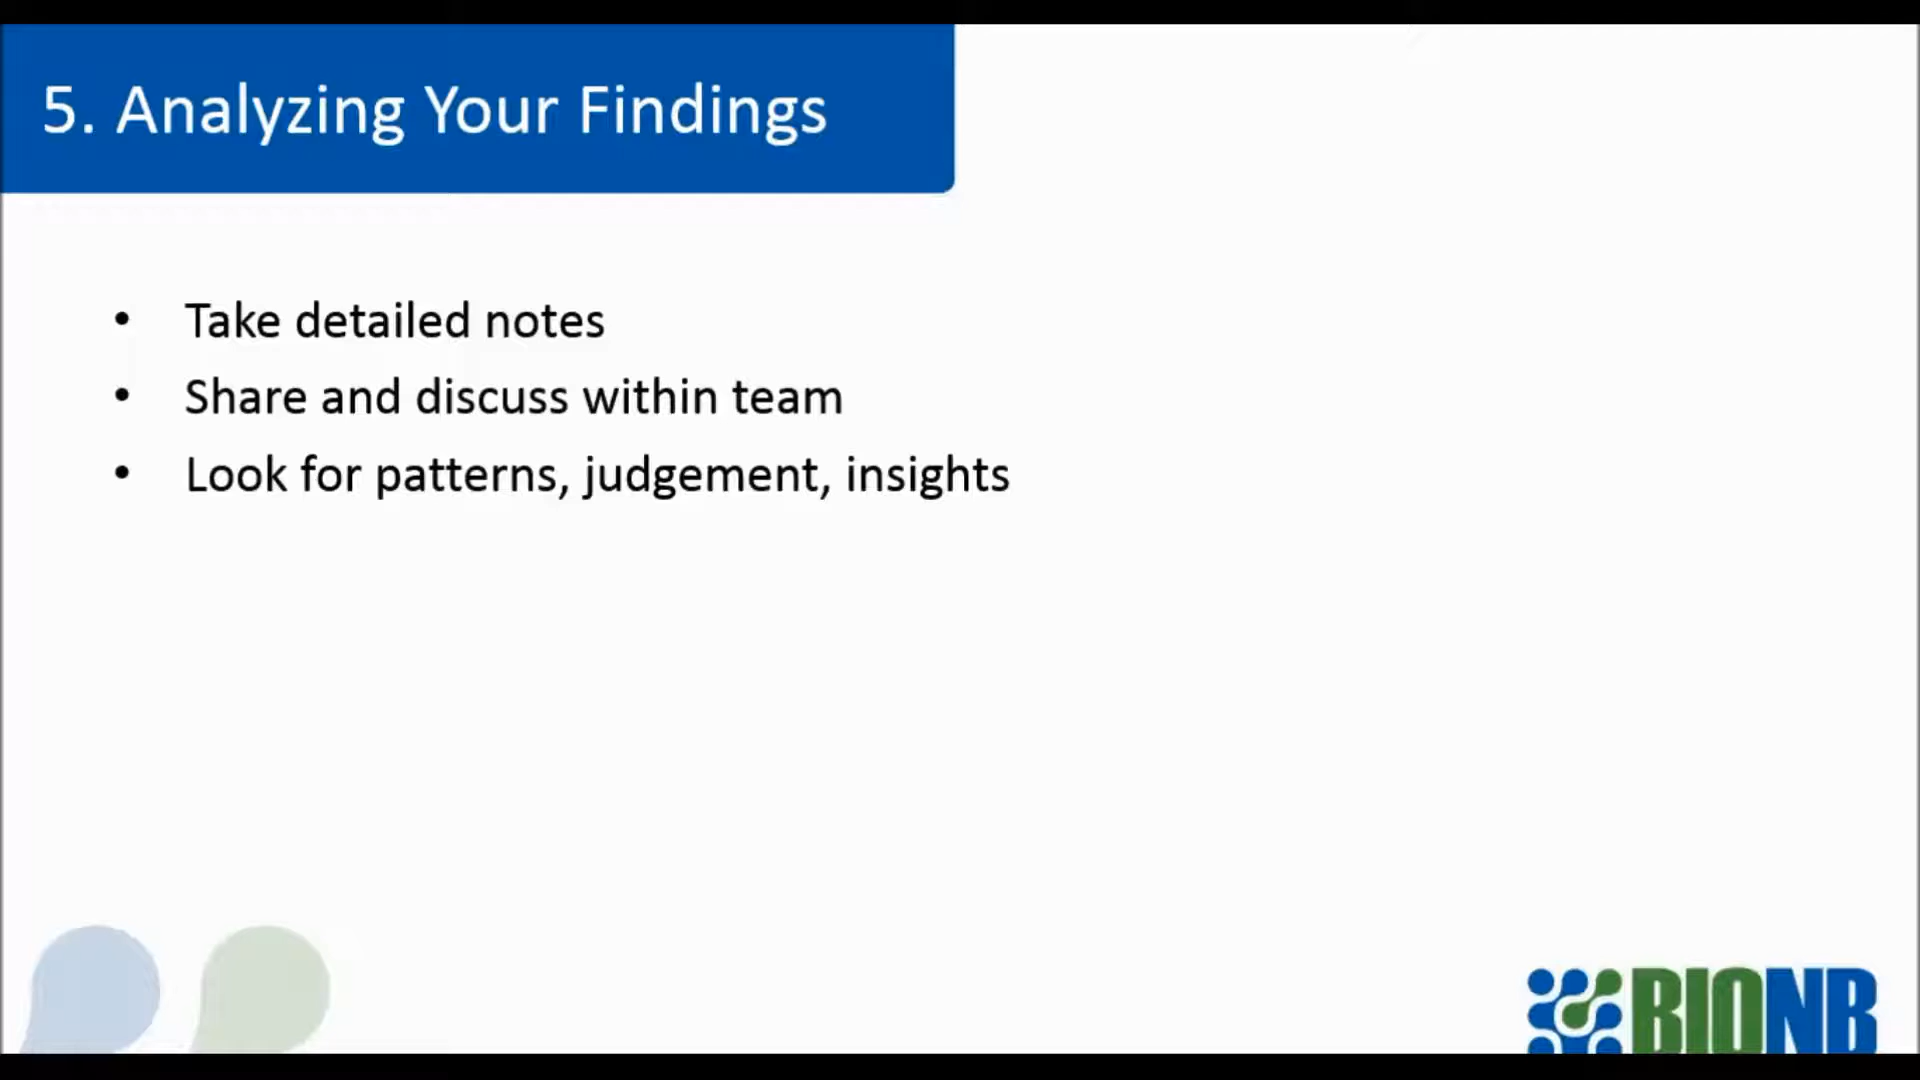 5. Analyzing Your Findings
• Take detailed notes
• Share and discuss within team
• Look for patterns, judgement, insights
BIONB